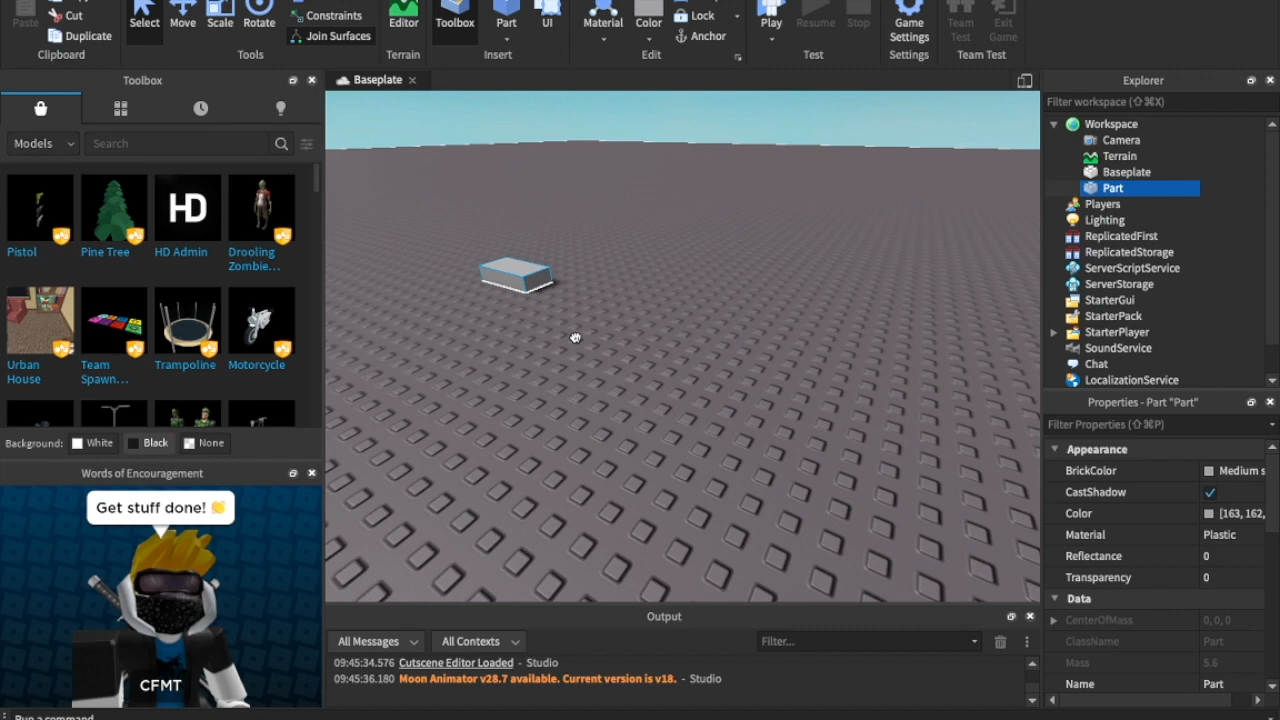 Paste
Cut
Duplicate
Clipboard
Select
Move
Scale
Rotate
Constraints
Join Surfaces
Tools
Editor
Terrain
Toolbox
Part
UI
Insert
Material
Color
Lock
Anchor
Edit
Play
Resume
Stop
Test
Game
Settings
Settings
Team
Test
Exit
Game
Team Test
Toolbox
Models
Search
Pistol
Pine Tree
HD
HD Admin
Drooling
Zombie...
Urban
House
Team
Spawn...
Trampoline
Motorcycle
Background:
White
Black
None
Words of Encouragement
Get stuff done! 👏
CFMT
Baseplate
Output
All Messages
All Contexts
Filter...
09:45:34.576 Cutscene Editor Loaded - Studio
09:45:36.180 Moon Animator v28.7 available. Current version is v18. - Studio
Explorer
Filter workspace (⇧⌘X)
Workspace
Camera
Terrain
Baseplate
Part
Players
Lighting
ReplicatedFirst
ReplicatedStorage
ServerScriptService
ServerStorage
StarterGui
StarterPack
StarterPlayer
SoundService
Chat
LocalizationService
Properties - Part "Part"
Filter Properties (⇧⌘P)
Appearance
BrickColor Medium s
CastShadow
Color [163, 162,
Material Plastic
Reflectance 0
Transparency 0
Data
CenterOfMass 0, 0, 0
ClassName Part
Mass 5.6
Name Part
Run a command